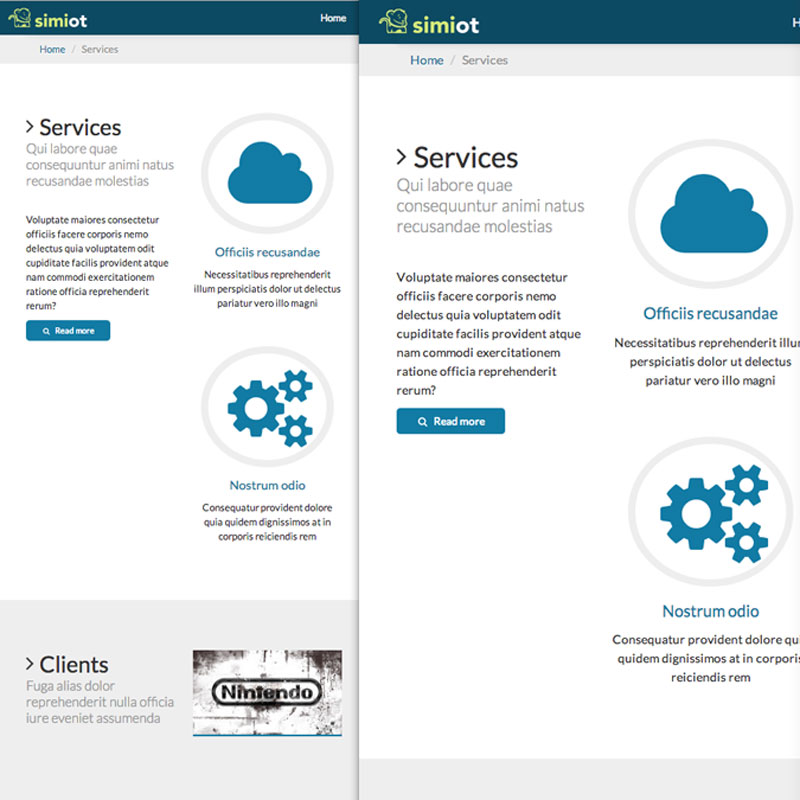 simiot
Home
Home / Services
Services
Qui labore quae
consequuntur animi natus
recusandae molestias
Voluptate maiores consectetur
officiis facere corporis nemo
delectus quia voluptatem odit
cupiditate facilis provident atque
nam commodi exercitationem
ratione officia reprehenderit
rerum?
Read more
Officiis recusandae
Necessitatibus reprehenderit
illum perspiciatis dolor ut delectus
pariatur vero illo magni
Nostrum odio
Consequatur provident dolore
quia quidem dignissimos at in
corporis reiciendis rem
Clients
Fuga alias dolor
reprehenderit nulla officia
iure eveniet assumenda
Nintendo
simiot
H
Home / Services
Services
Qui labore quae
consequuntur animi natus
recusandae molestias
Voluptate maiores consectetur
officiis facere corporis nemo
delectus quia voluptatem odit
cupiditate facilis provident atque
nam commodi exercitationem
ratione officia reprehenderit
rerum?
Read more
Officiis recusandae
Necessitatibus reprehenderit illu
perspiciatis dolor ut delectus
pariatur vero illo magni
Nostrum odio
Consequatur provident dolore qu
quidem dignissimos at in corporis
reiciendis rem